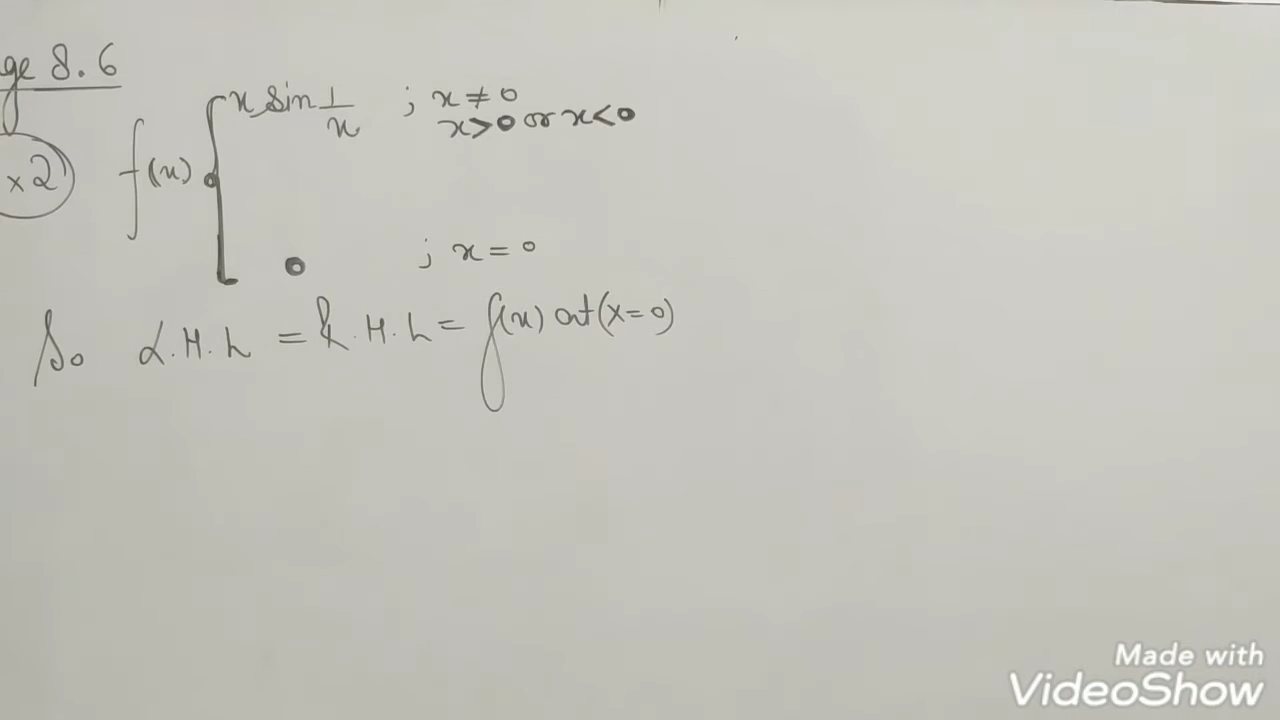 ge 8.6
x2) f(x) x sin 1/x ; x ≠ 0
x>0 or x<0
0 ; x = 0
So L.H.L = R.H.L = f(x) at (x=0)
Made with
VideoShow